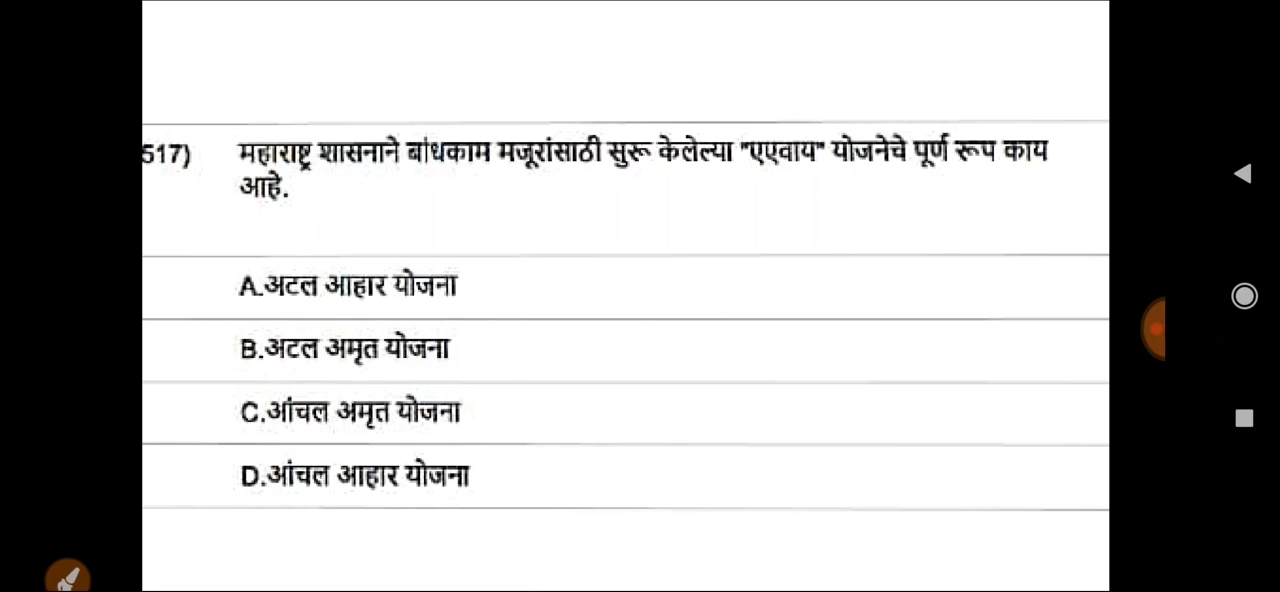 517) महाराष्ट्र शासनाने बांधकाम मजूरांसाठी सुरू केलेल्या "एएवाय" योजनेचे पूर्ण रूप काय
आहे.
A.अटल आहार योजना
B.अटल अमृत योजना
C.आंचल अमृत योजना
D.आंचल आहार योजना